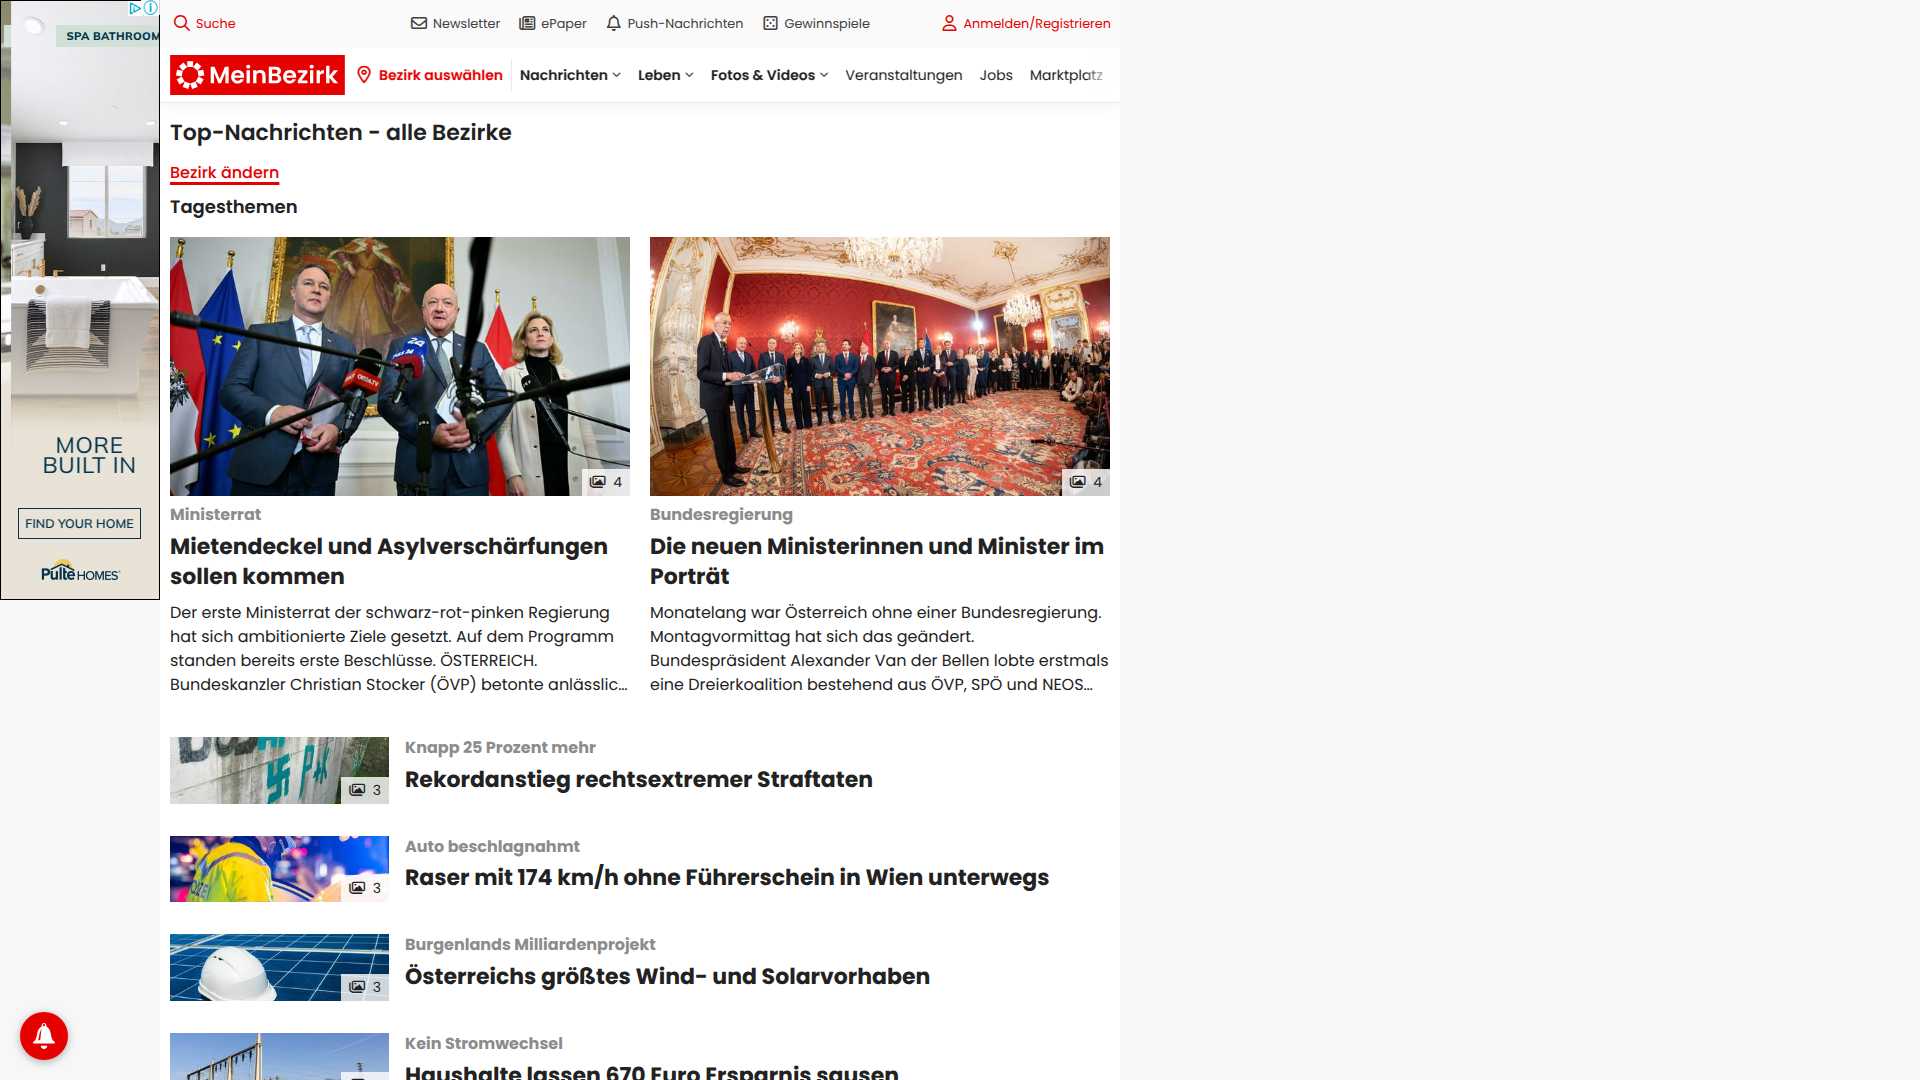 SPA BATHROOM
MORE
BUILT IN
FIND YOUR HOME
Pulte HOMES
Suche
Newsletter
ePaper
Push-Nachrichten
Gewinnspiele
Anmelden/Registrieren
MeinBezirk
Bezirk auswählen
Nachrichten
Leben
Fotos & Videos
Veranstaltungen
Jobs
Marktplatz
Top-Nachrichten - alle Bezirke
Bezirk ändern
Tagesthemen
4
Ministerrat
Mietendeckel und Asylverschärfungen
sollen kommen
Der erste Ministerrat der schwarz-rot-pinken Regierung
hat sich ambitionierte Ziele gesetzt. Auf dem Programm
standen bereits erste Beschlüsse. ÖSTERREICH.
Bundeskanzler Christian Stocker (ÖVP) betonte anlässlic…
4
Bundesregierung
Die neuen Ministerinnen und Minister im
Porträt
Monatelang war Österreich ohne einer Bundesregierung.
Montagvormittag hat sich das geändert.
Bundespräsident Alexander Van der Bellen lobte erstmals
eine Dreierkoalition bestehend aus ÖVP, SPÖ und NEOS…
3
Knapp 25 Prozent mehr
Rekordanstieg rechtsextremer Straftaten
3
Auto beschlagnahmt
Raser mit 174 km/h ohne Führerschein in Wien unterwegs
3
Burgenlands Milliardenprojekt
Österreichs größtes Wind- und Solarvorhaben
Kein Stromwechsel
Haushalte lassen 670 Euro Ersparnis sausen